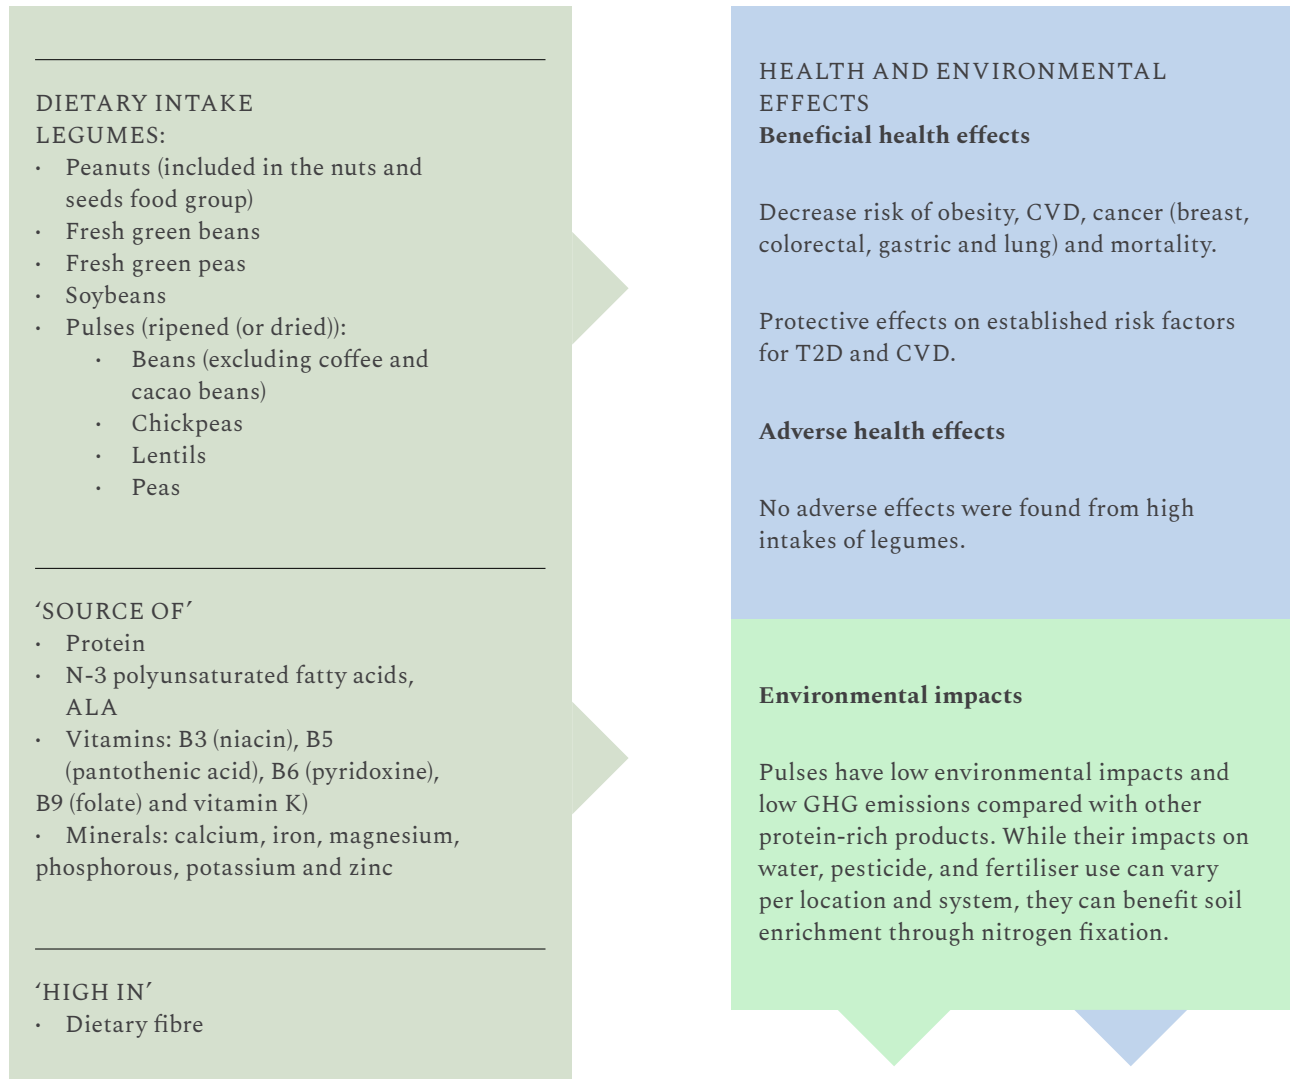 DIETARY INTAKE
LEGUMES:
· Peanuts (included in the nuts and
seeds food group)
· Fresh green beans
· Fresh green peas
· Soybeans
· Pulses (ripened (or dried)):
· Beans (excluding coffee and
cacao beans)
· Chickpeas
· Lentils
· Peas
‘SOURCE OF’
· Protein
· N-3 polyunsaturated fatty acids,
ALA
· Vitamins: B3 (niacin), B5
(pantothenic acid), B6 (pyridoxine),
B9 (folate) and vitamin K)
· Minerals: calcium, iron, magnesium,
phosphorous, potassium and zinc
‘HIGH IN’
· Dietary fibre
HEALTH AND ENVIRONMENTAL
EFFECTS
Beneficial health effects
Decrease risk of obesity, CVD, cancer (breast,
colorectal, gastric and lung) and mortality.
Protective effects on established risk factors
for T2D and CVD.
Adverse health effects
No adverse effects were found from high
intakes of legumes.
Environmental impacts
Pulses have low environmental impacts and
low GHG emissions compared with other
protein-rich products. While their impacts on
water, pesticide, and fertiliser use can vary
per location and system, they can benefit soil
enrichment through nitrogen fixation.